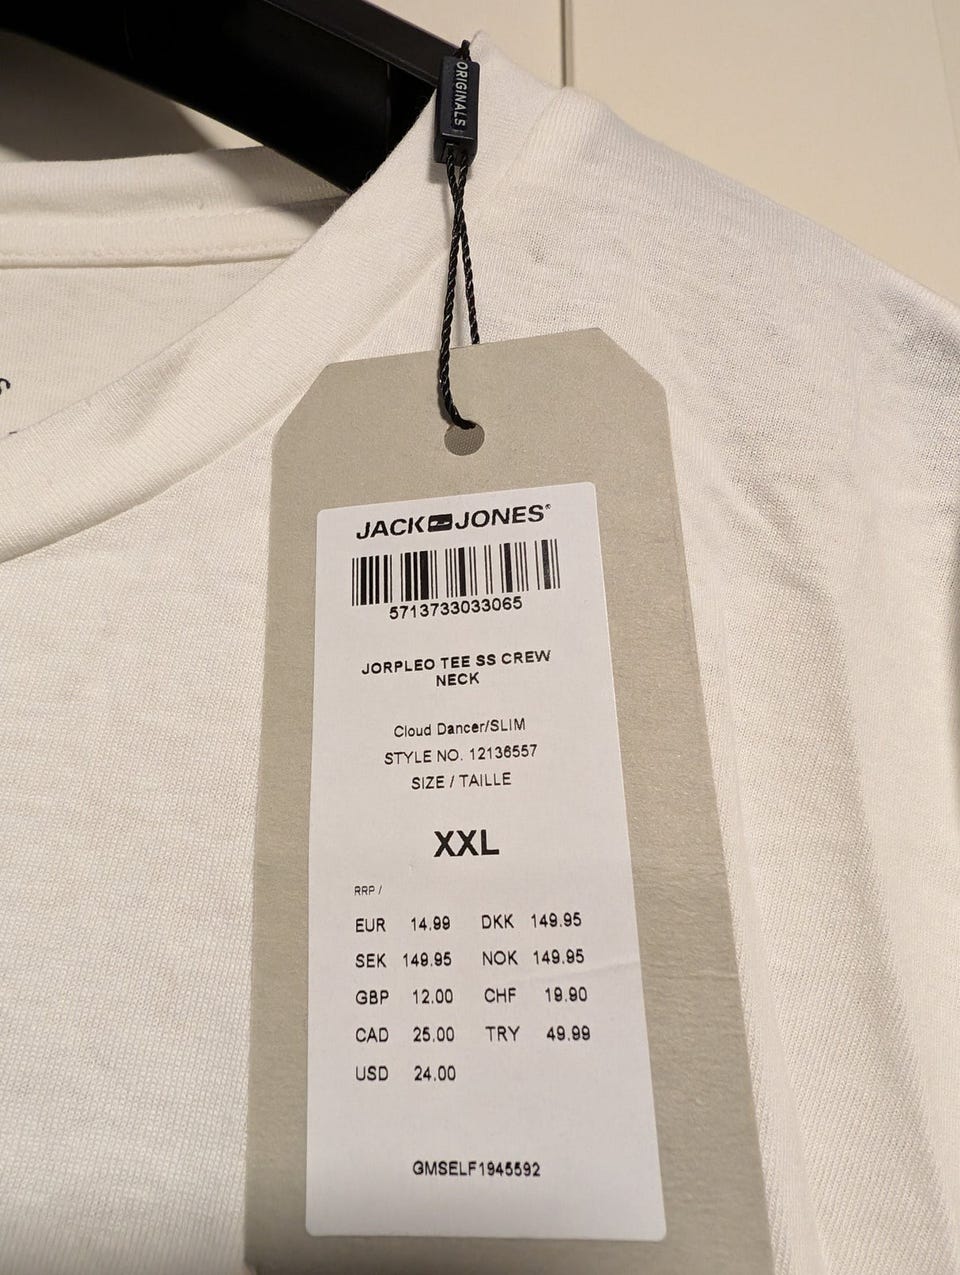 ORIGINALS
JACK JONES®
5713733033065
JORPLEO TEE SS CREW
NECK
Cloud Dancer/SLIM
STYLE NO. 12136557
SIZE / TAILLE
XXL
RRP /
EUR 14.99 DKK 149.95
SEK 149.95 NOK 149.95
GBP 12.00 CHF 19.90
CAD 25.00 TRY 49.99
USD 24.00
GMSELF1945592